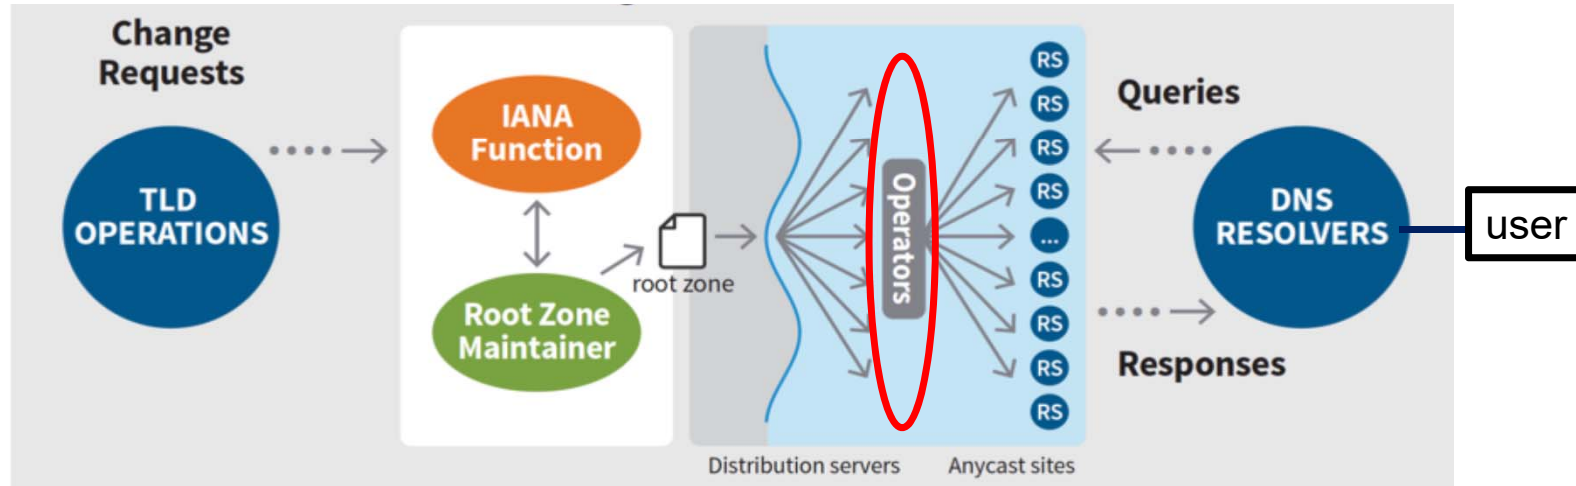 Change
Requests
TLD
OPERATIONS
IANA
Function
Root Zone
Maintainer
root zone
Operators
RS
RS
RS
RS
...
RS
RS
RS
RS
Distribution servers
Anycast sites
Queries
DNS
RESOLVERS
Responses
user